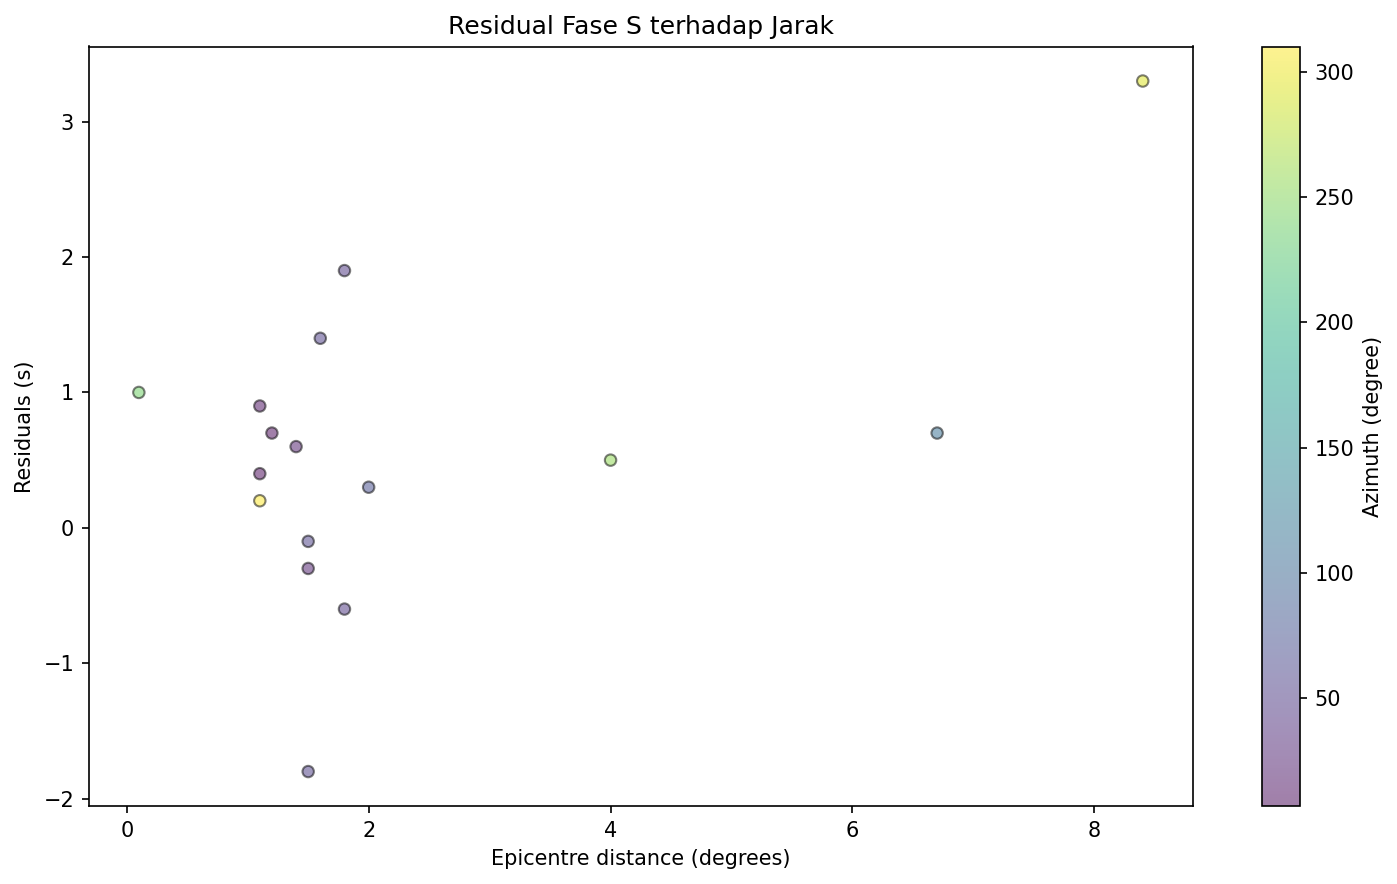 Residual Fase S terhadap Jarak
Residuals (s)
3
2
1
0
−1
−2
0 2 4 6 8
Epicentre distance (degrees)
300
250
200
150
100
50
Azimuth (degree)